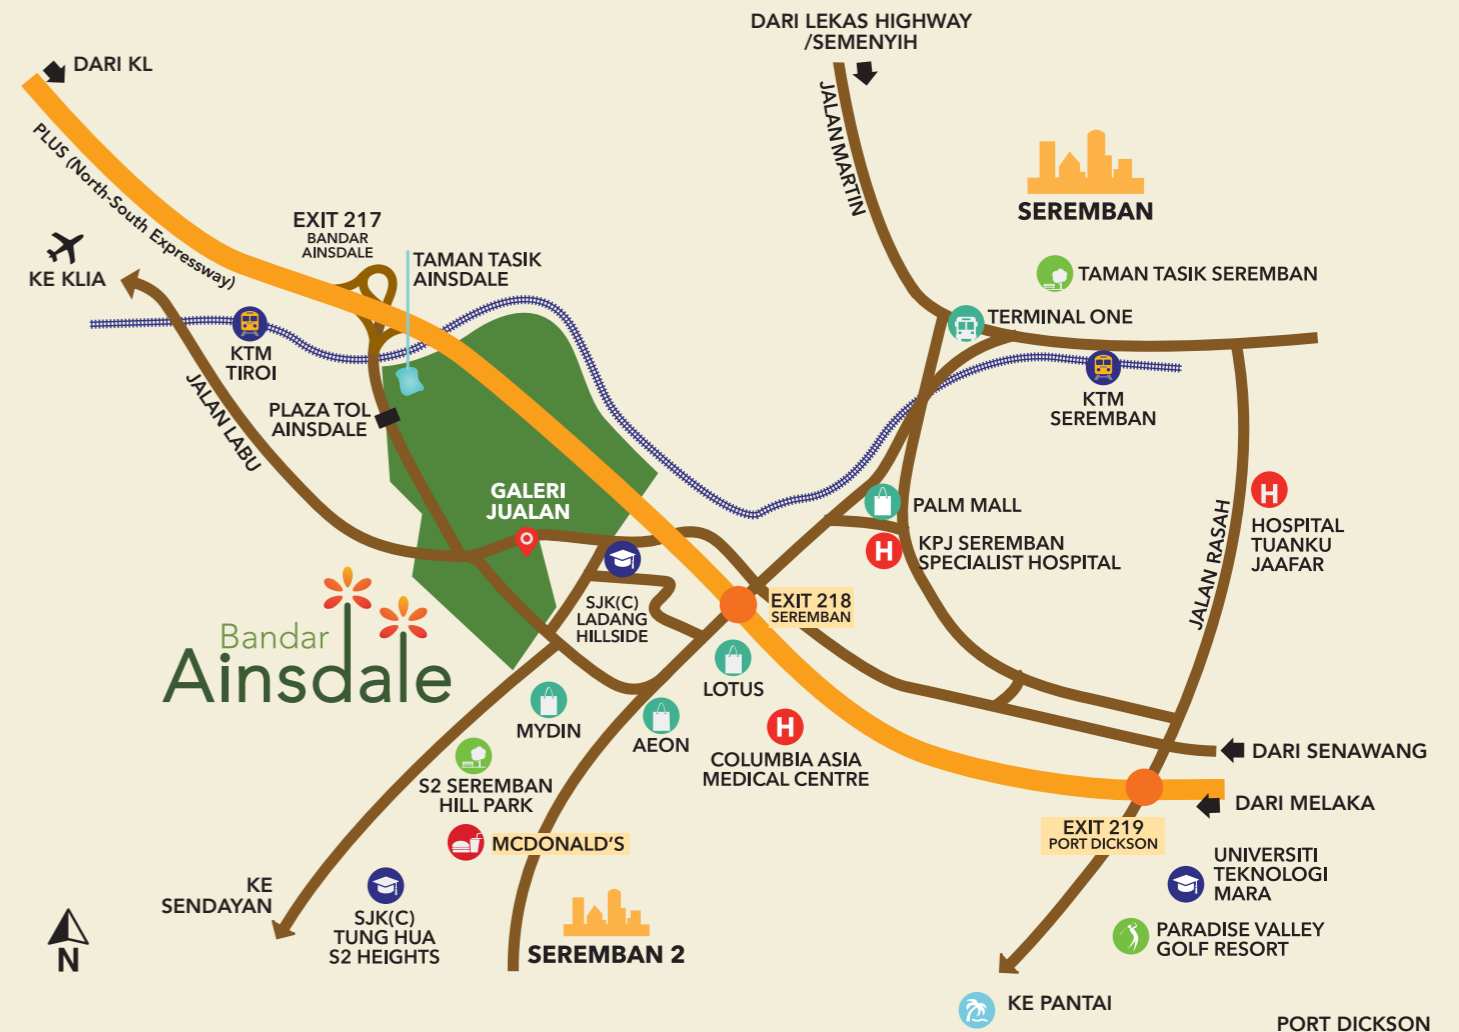 DARI LEKAS HIGHWAY
/SEMENYIH
DARI KL
PLUS (North-South Expressway)
JALAN MARTIN
SEREMBAN
EXIT 217
BANDAR
AINSDALE
TAMAN TASIK
AINSDALE
KE KLIA
TAMAN TASIK SEREMBAN
TERMINAL ONE
KTM
TIROI
JALAN LABU
PLAZA TOL
AINSDALE
KTM
SEREMBAN
GALERI
JUALAN
PALM MALL
H
KPJ SEREMBAN
SPECIALIST HOSPITAL
JALAN RASAH
H
HOSPITAL
TUANKU
JAAFAR
SJK(C)
LADANG
HILLSIDE
EXIT 218
SEREMBAN
Bandar
Ainsdale
LOTUS
MYDIN
AEON
H
COLUMBIA ASIA
MEDICAL CENTRE
DARI SENAWANG
S2 SEREMBAN
HILL PARK
DARI MELAKA
MCDONALD'S
EXIT 219
PORT DICKSON
UNIVERSITI
TEKNOLOGI
MARA
KE
SENDAYAN
SJK(C)
TUNG HUA
S2 HEIGHTS
SEREMBAN 2
PARADISE VALLEY
GOLF RESORT
N
KE PANTAI
PORT DICKSON